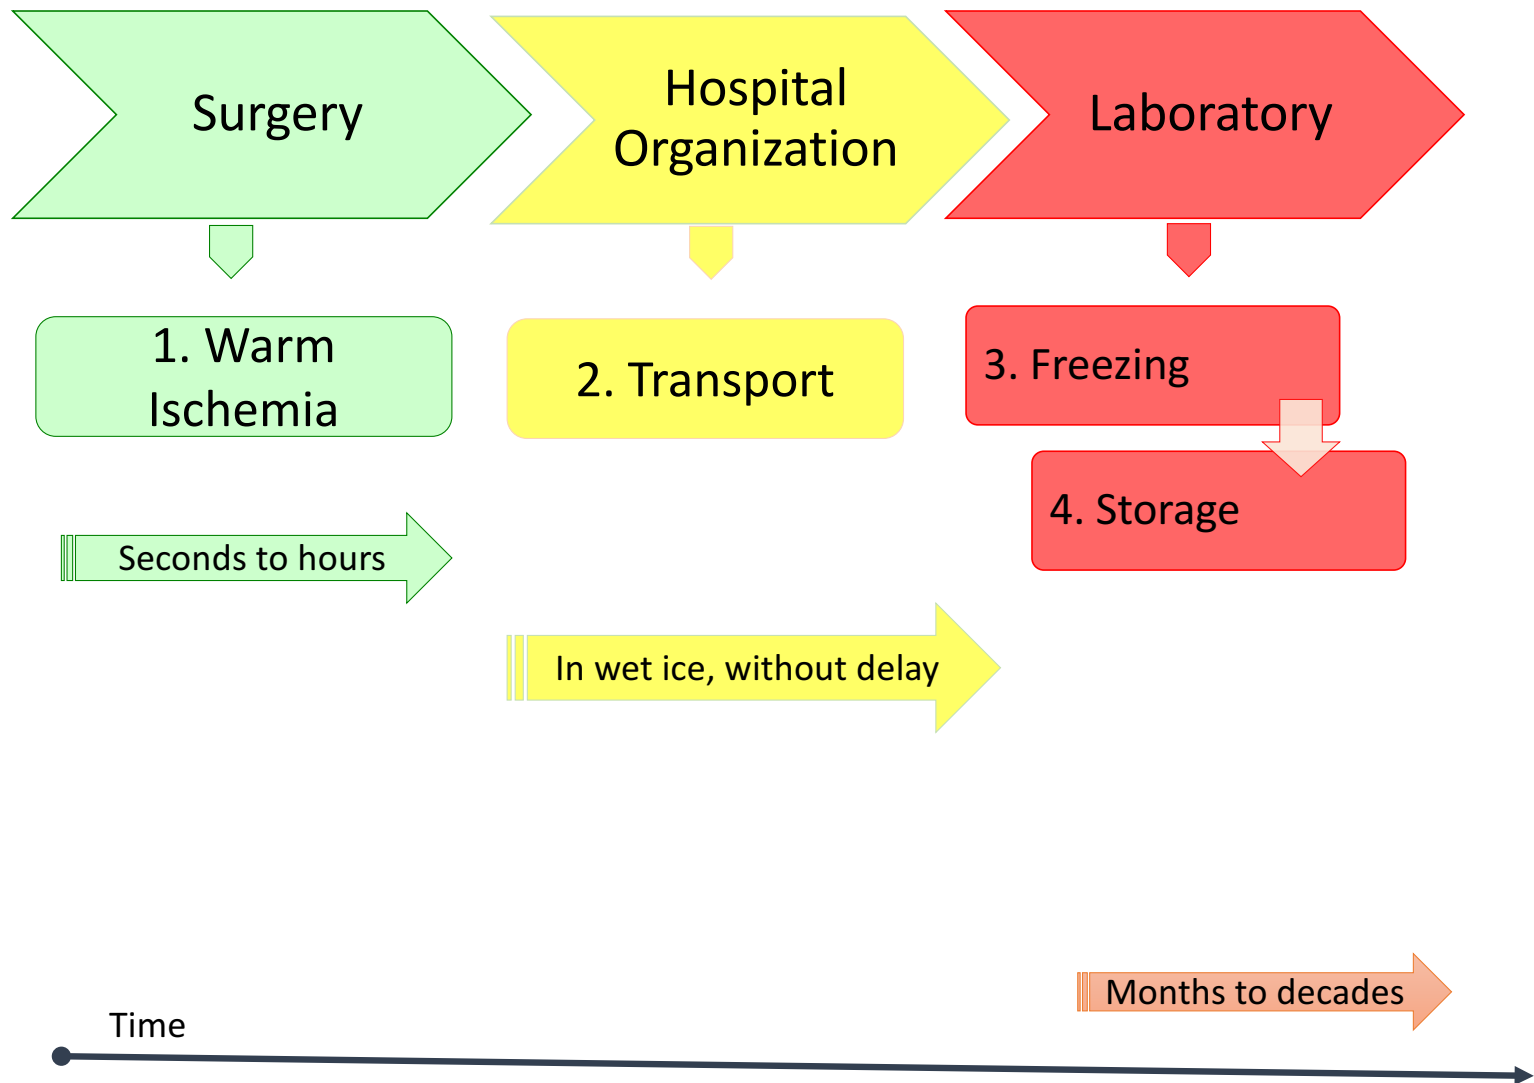 Surgery
Hospital
Organization
Laboratory
1. Warm
Ischemia
2. Transport
3. Freezing
4. Storage
Seconds to hours
In wet ice, without delay
Months to decades
Time